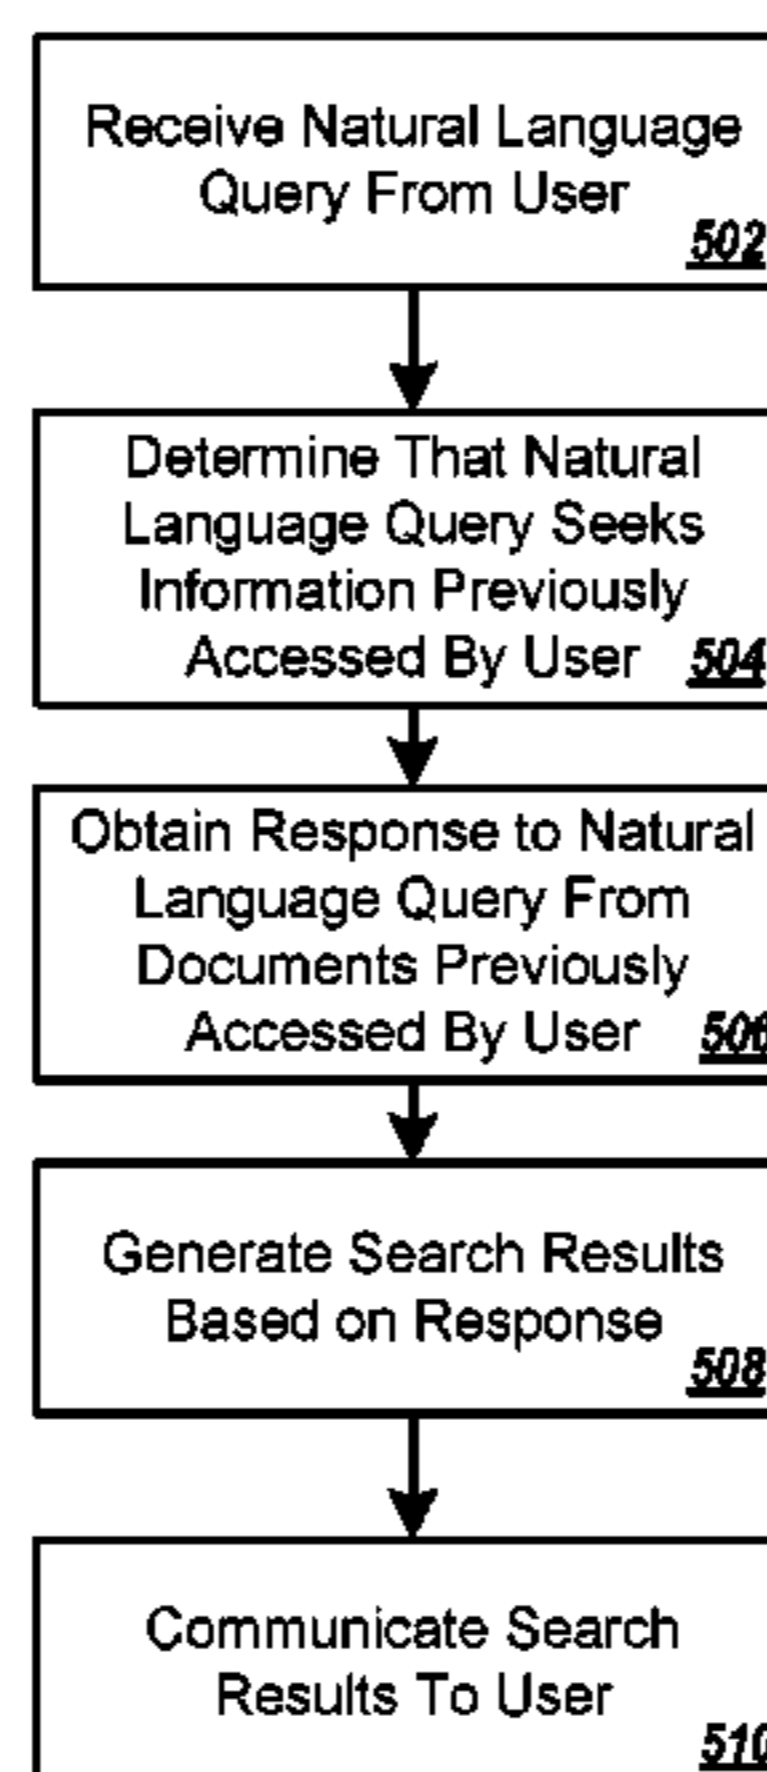 Receive Natural Language
Query From User
502
Determine That Natural
Language Query Seeks
Information Previously
Accessed By User 504
Obtain Response to Natural
Language Query From
Documents Previously
Accessed By User 506
Generate Search Results
Based on Response
508
Communicate Search
Results To User
510